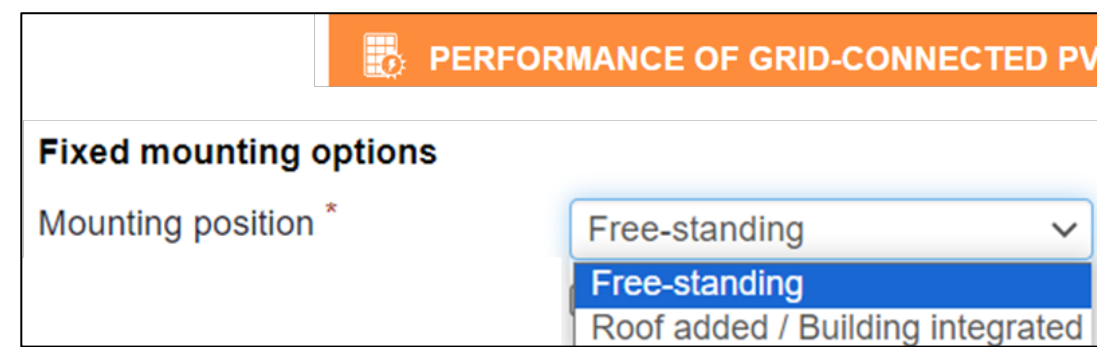 PERFORMANCE OF GRID-CONNECTED PV
Fixed mounting options
Mounting position *
Free-standing
Free-standing
Roof added / Building integrated